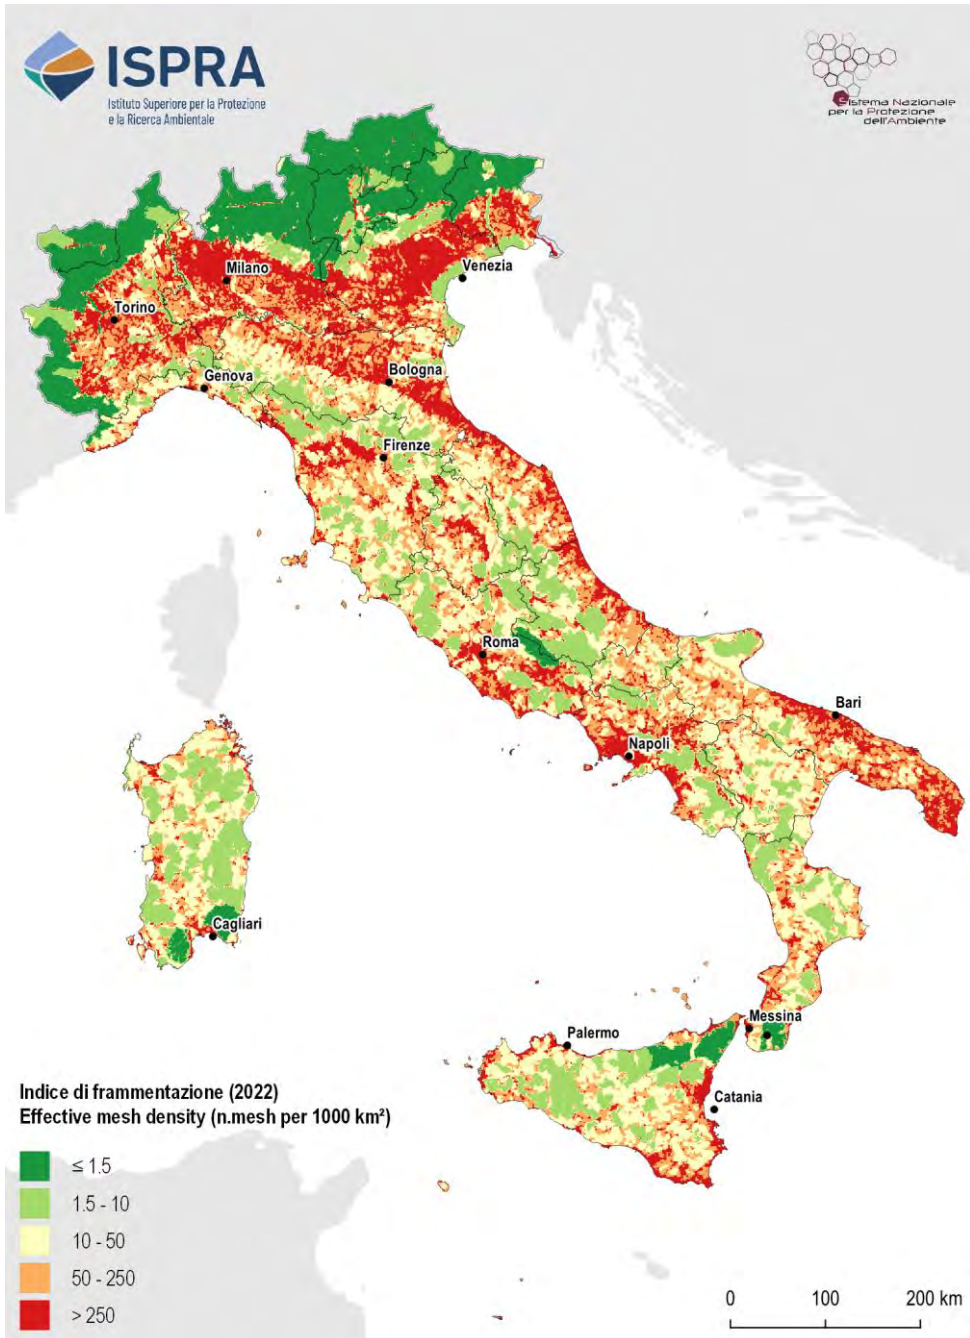 ISPRA
Istituto Superiore per la Protezione
e la Ricerca Ambientale
Sistema Nazionale
per la Protezione
dell'Ambiente
Milano
Venezia
Torino
Genova
Bologna
Firenze
Roma
Bari
Napoli
Cagliari
Messina
Palermo
Catania
Indice di frammentazione (2022)
Effective mesh density (n.mesh per 1000 km²)
≤ 1.5
1.5 - 10
10 - 50
50 - 250
> 250
0 100 200 km